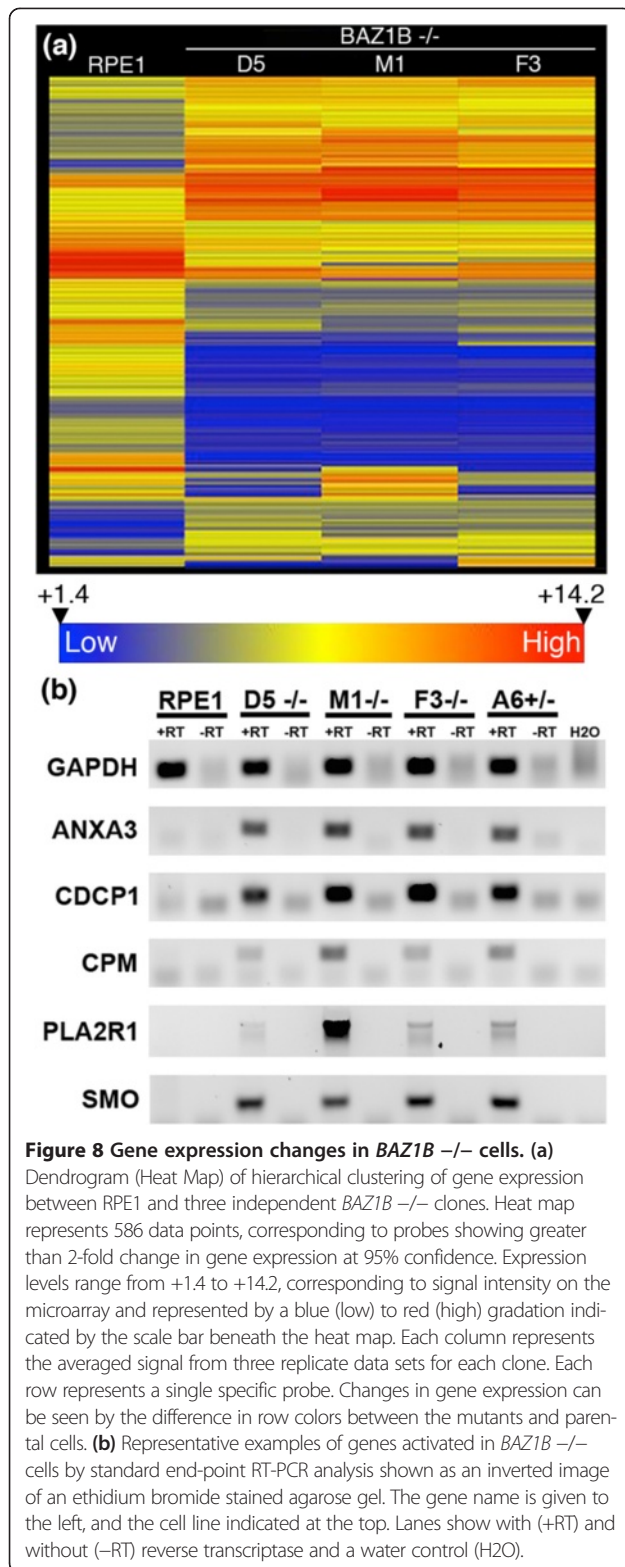 (a)
BAZ1B -/-
RPE1 D5 M1 F3
+1.4 +14.2
Low High
(b)
RPE1 D5 -/- M1-/- F3-/- A6+/-
+RT -RT +RT -RT +RT -RT +RT -RT +RT -RT H2O
GAPDH
ANXA3
CDCP1
CPM
PLA2R1
SMO
Figure 8 Gene expression changes in BAZ1B −/− cells. (a)
Dendrogram (Heat Map) of hierarchical clustering of gene expression
between RPE1 and three independent BAZ1B −/− clones. Heat map
represents 586 data points, corresponding to probes showing greater
than 2-fold change in gene expression at 95% confidence. Expression
levels range from +1.4 to +14.2, corresponding to signal intensity on the
microarray and represented by a blue (low) to red (high) gradation indi-
cated by the scale bar beneath the heat map. Each column represents
the averaged signal from three replicate data sets for each clone. Each
row represents a single specific probe. Changes in gene expression can
be seen by the difference in row colors between the mutants and paren-
tal cells. (b) Representative examples of genes activated in BAZ1B −/−
cells by standard end-point RT-PCR analysis shown as an inverted image
of an ethidium bromide stained agarose gel. The gene name is given to
the left, and the cell line indicated at the top. Lanes show with (+RT) and
without (−RT) reverse transcriptase and a water control (H2O).